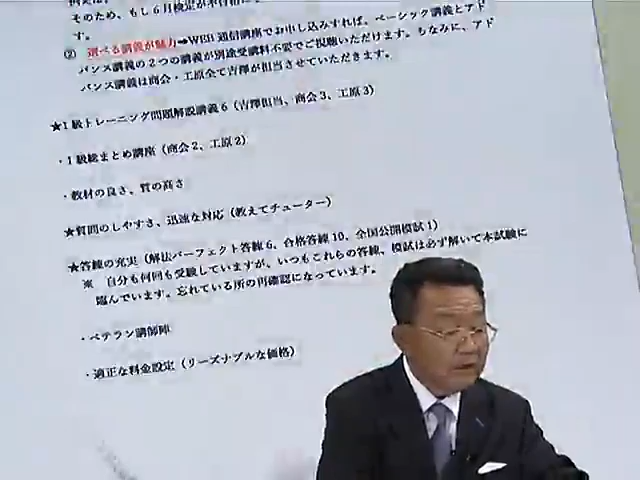 そのため、もし6月検定が不合格に
す。
② 選べる講義が魅力⇒WEB通信講座でお申し込みすれば、ベーシック講義とアド
バンス講義の2つの講義が別途受講料不要でご視聴いただけます。ちなみに、アド
バンス講義は商会・工原全て吉澤が担当させていただきます。
★1級トレーニング問題解説講義6（吉澤担当、商会3、工原3）
・1級総まとめ講座（商会2、工原2）
・教材の良さ、質の高さ
★質問のしやすさ、迅速な対応（教えてチューター）
★答練の充実（解法パーフェクト答練6、合格答練10、全国公開模試1）
※ 自分も何回も受験していますが、いつもこれらの答練、模試は必ず解いて本試験に
臨んでいます。忘れている所の再確認になっています。
・ベテラン講師陣
・適正な料金設定（リーズナブルな価格）